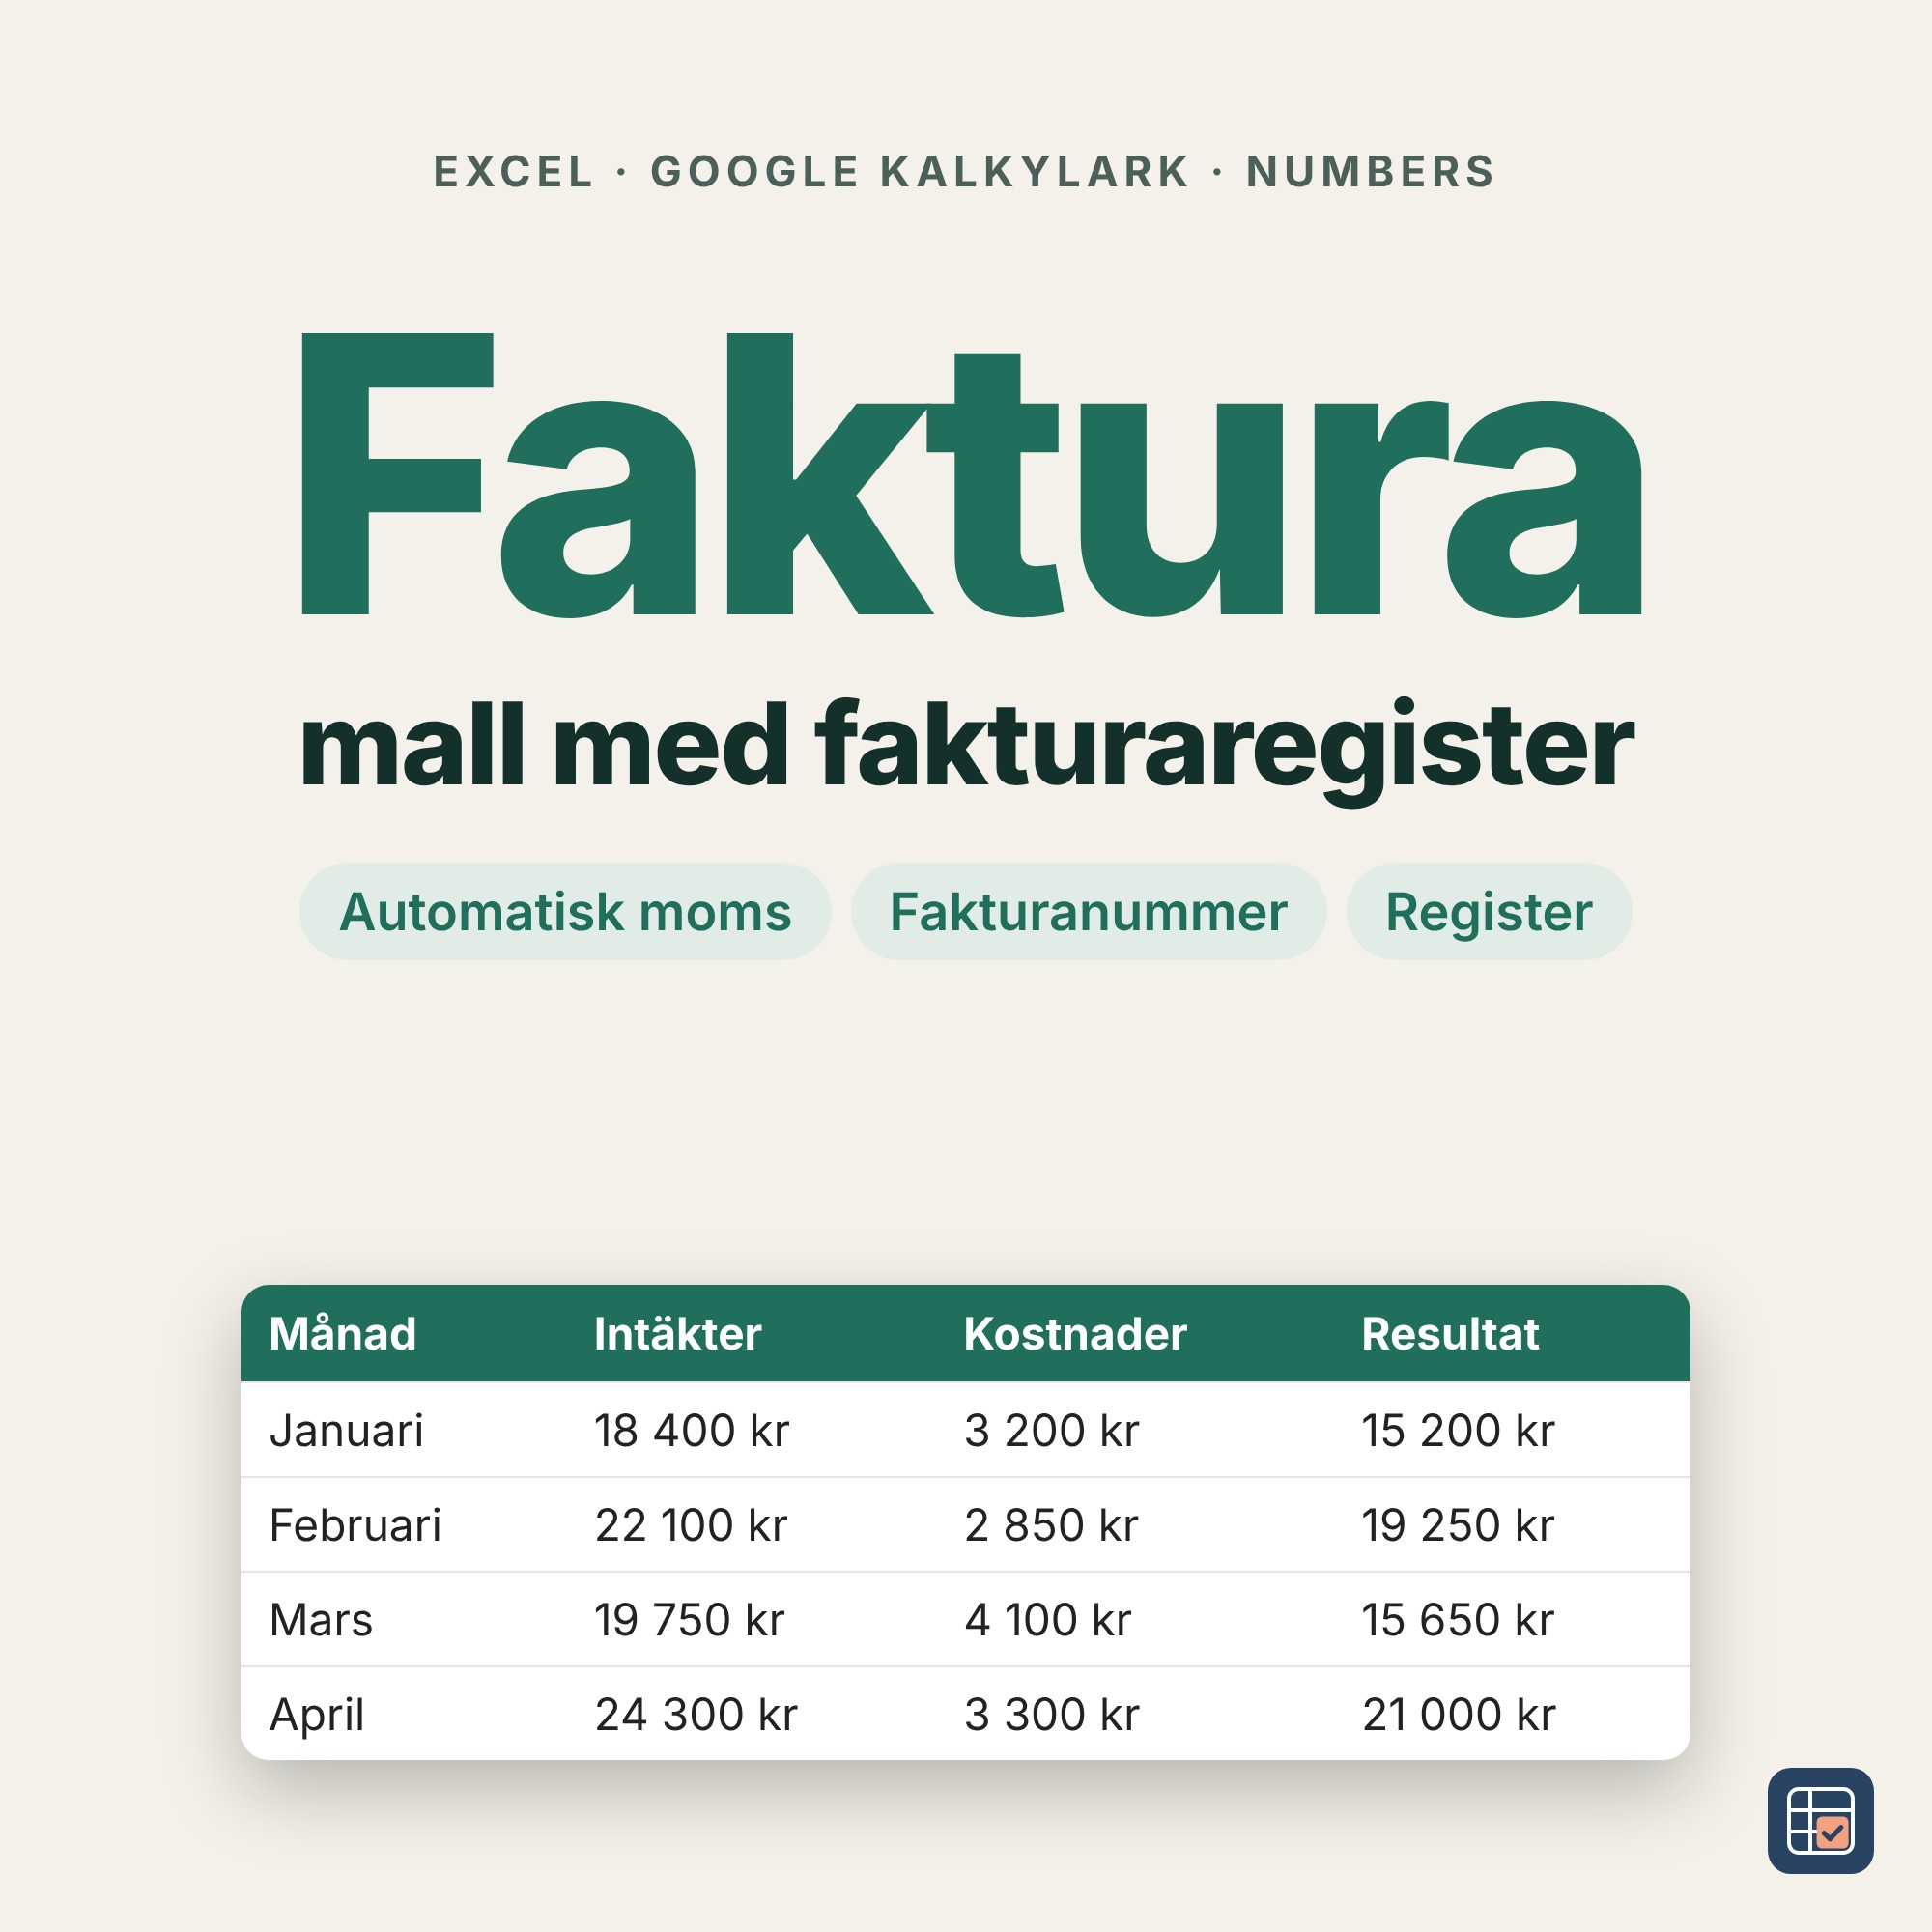 EXCEL · GOOGLE KALKYLARK · NUMBERS
Faktura
mall med fakturaregister
Automatisk moms Fakturanummer Register
Månad Intäkter Kostnader Resultat
Januari 18 400 kr 3 200 kr 15 200 kr
Februari 22 100 kr 2 850 kr 19 250 kr
Mars 19 750 kr 4 100 kr 15 650 kr
April 24 300 kr 3 300 kr 21 000 kr